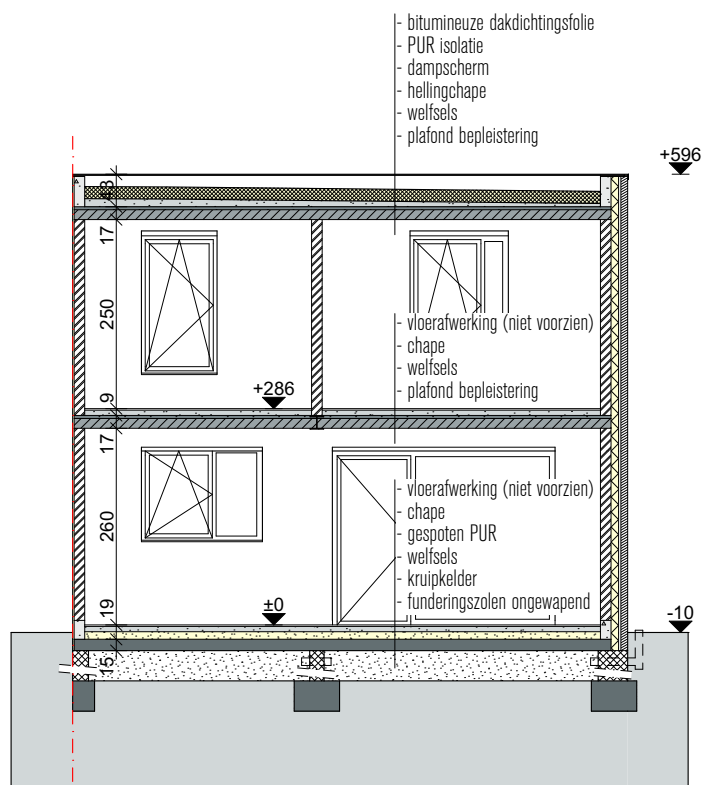 - bitumineuze dakdichtingsfolie
- PUR isolatie
- dampscherm
- hellingchape
- welfsels
- plafond bepleistering
+596
48
17
250
- vloerafwerking (niet voorzien)
- chape
- welfsels
- plafond bepleistering
+286
9
17
260
- vloerafwerking (niet voorzien)
- chape
- gespoten PUR
- welfsels
- kruipkelder
- funderingszolen ongewapend
±0
-10
19
15